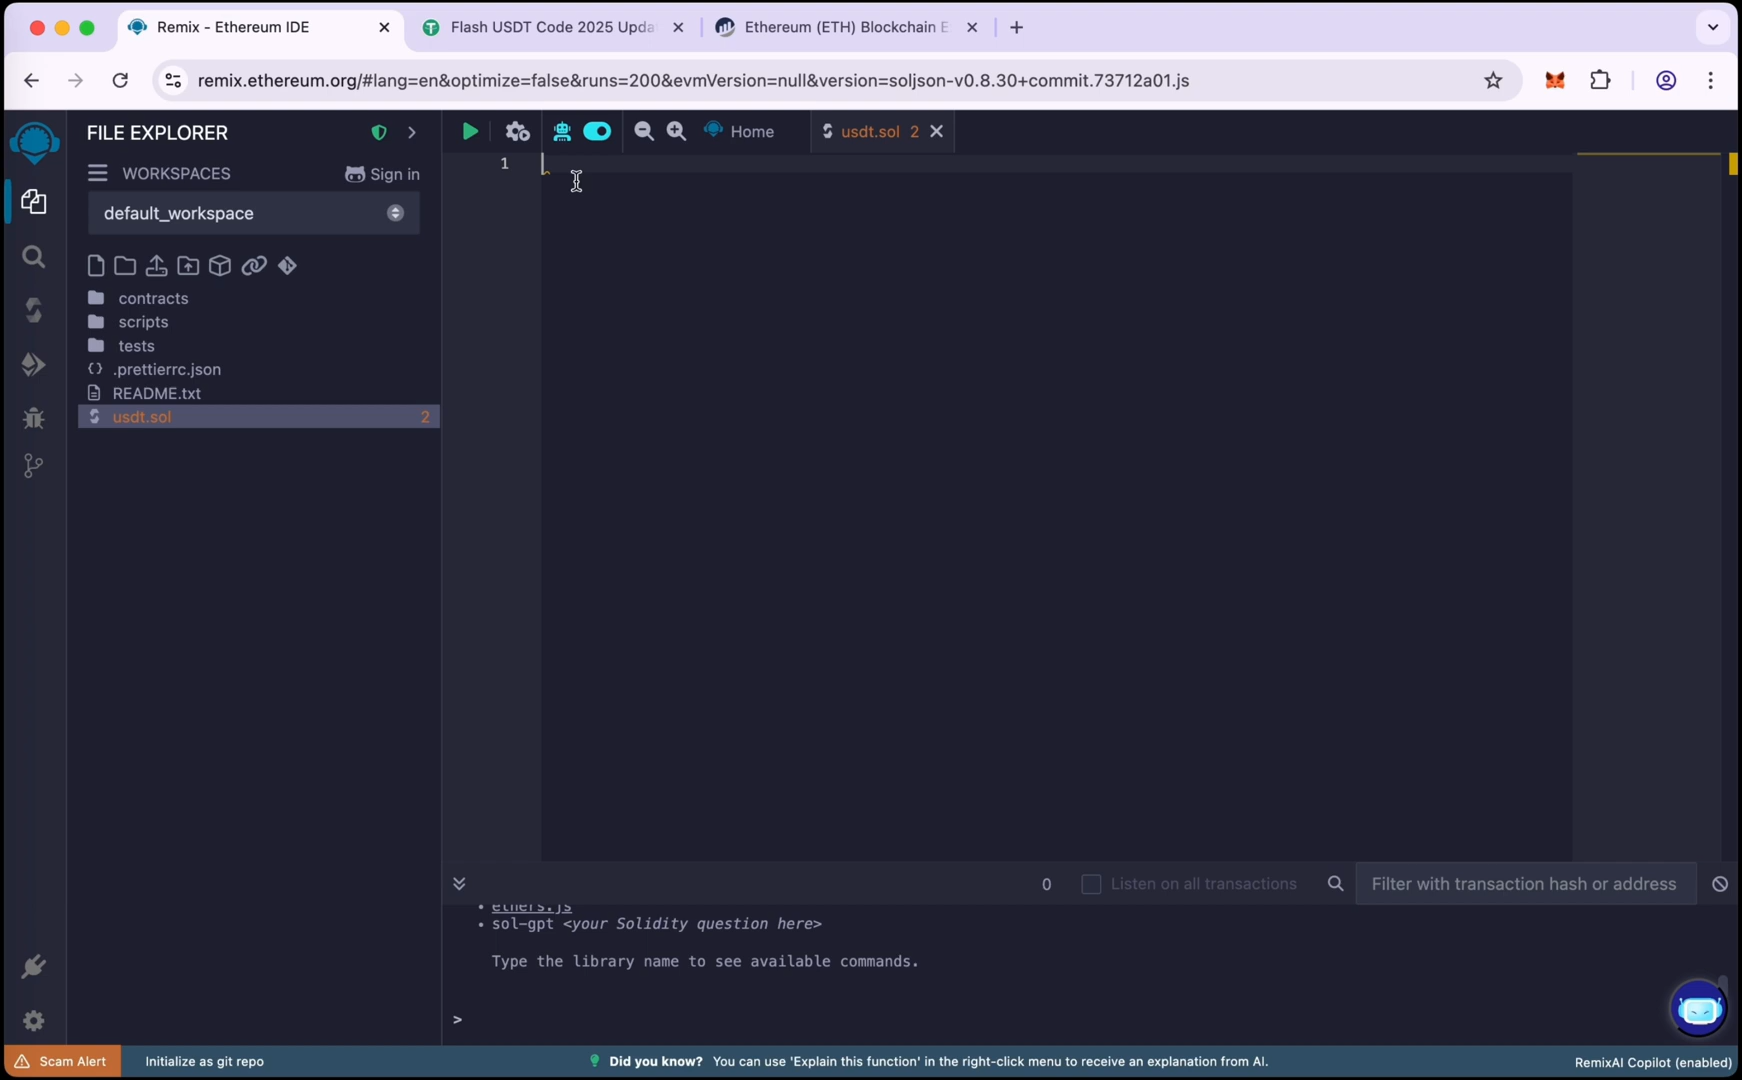 Remix - Ethereum IDE
Flash USDT Code 2025 Upda
Ethereum (ETH) Blockchain E
remix.ethereum.org/#lang=en&optimize=false&runs=200&evmVersion=null&version=soljson-v0.8.30+commit.73712a01.js
FILE EXPLORER
Home
usdt.sol 2
WORKSPACES
Sign in
1
default_workspace
contracts
scripts
tests
.prettierrc.json
README.txt
usdt.sol 2
0
Listen on all transactions
Filter with transaction hash or address
• ethers.js
• sol-gpt <your Solidity question here>
Type the library name to see available commands.
>
Scam Alert
Initialize as git repo
Did you know? You can use 'Explain this function' in the right-click menu to receive an explanation from AI.
RemixAI Copilot (enabled)